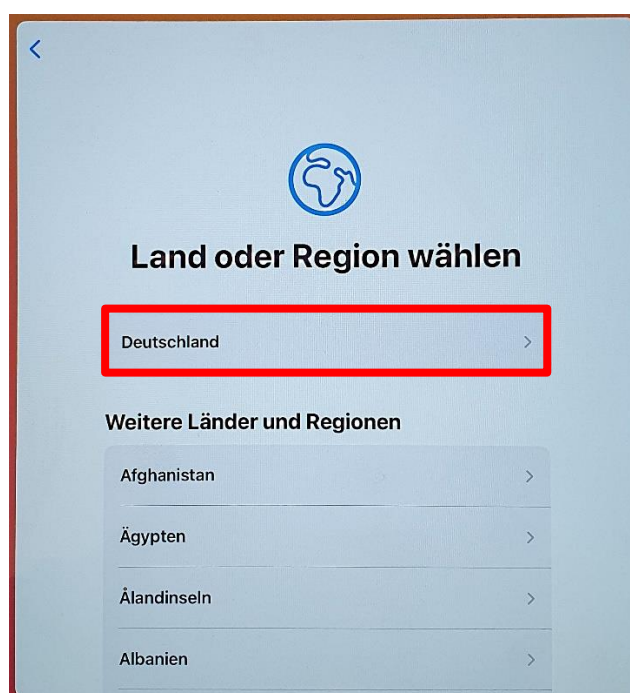 Land oder Region wählen
Deutschland
Weitere Länder und Regionen
Afghanistan
Ägypten
Ålandinseln
Albanien